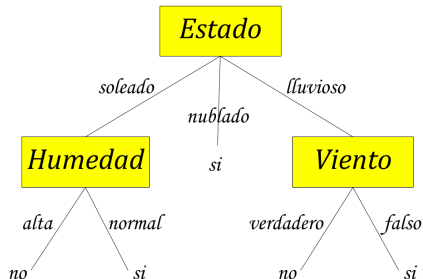 Estado
soleado
nublado
lluvioso
Humedad
si
Viento
alta
normal
verdadero
falso
no
si
no
si